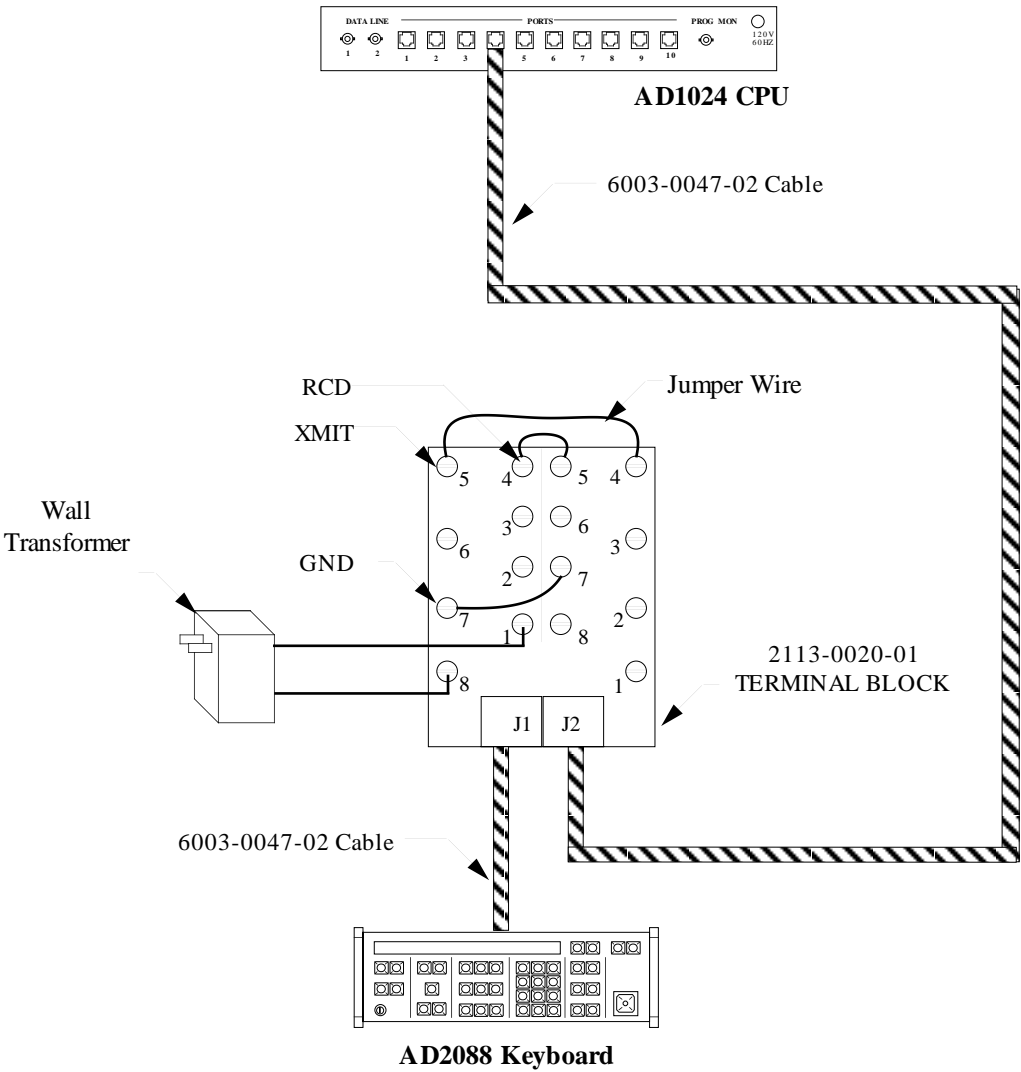 DATA LINE PORTS PROG MON
120V
60HZ
1 2 1 2 3 5 6 7 8 9 10
AD1024 CPU
6003-0047-02 Cable
RCD
Jumper Wire
XMIT
5 4 5 4
Wall
Transformer
3 6
6 3
GND
2 7
7 2
1 8
8 1
2113-0020-01
TERMINAL BLOCK
J1 J2
6003-0047-02 Cable
AD2088 Keyboard